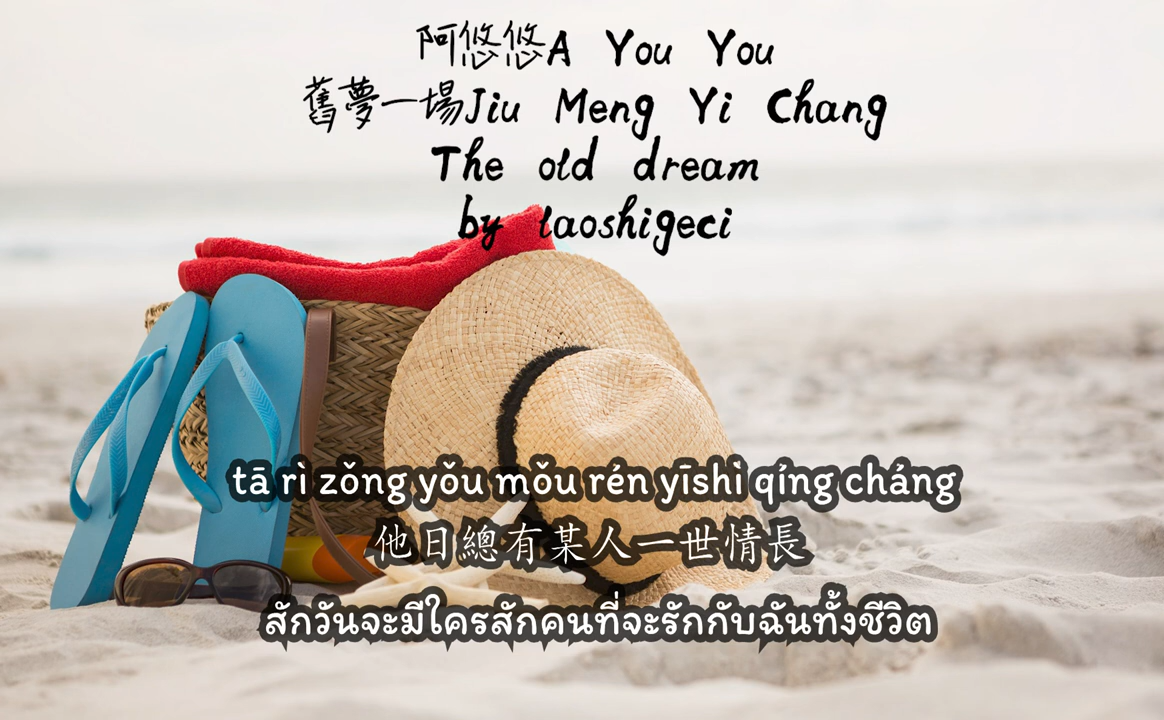 阿悠悠A You You
舊夢一場Jiu Meng Yi Chang
The old dream
by laoshigeci
tā rì zǒng yǒu mǒu rén yīshì qíng cháng
他日總有某人一世情長
สักวันจะมีใครสักคนที่จะรักกับฉันทั้งชีวิต